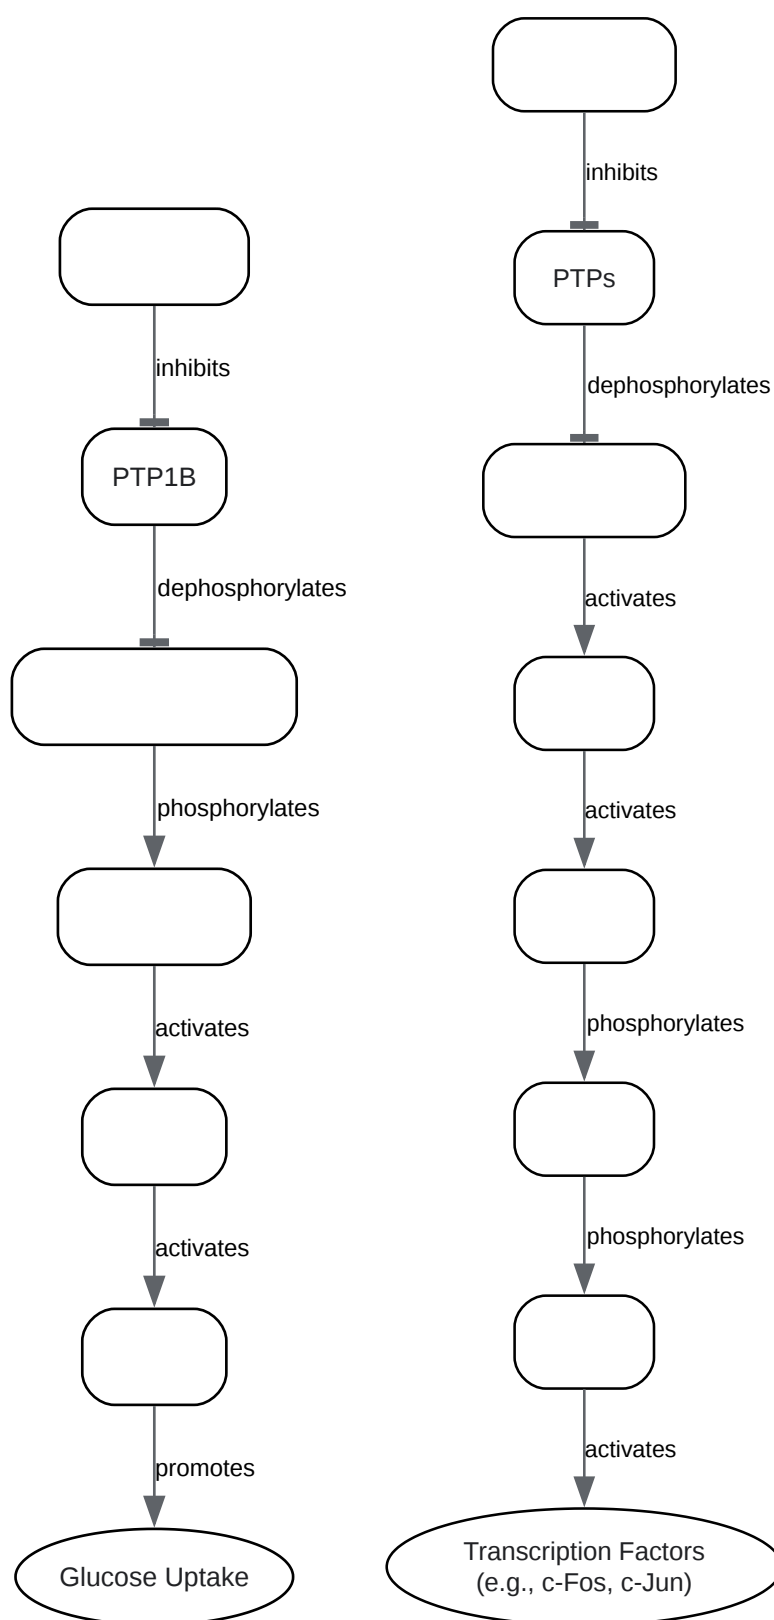 inhibits
PTP1B
dephosphorylates
phosphorylates
activates
activates
promotes
Glucose Uptake
inhibits
PTPs
dephosphorylates
activates
activates
phosphorylates
phosphorylates
activates
Transcription Factors
(e.g., c-Fos, c-Jun)